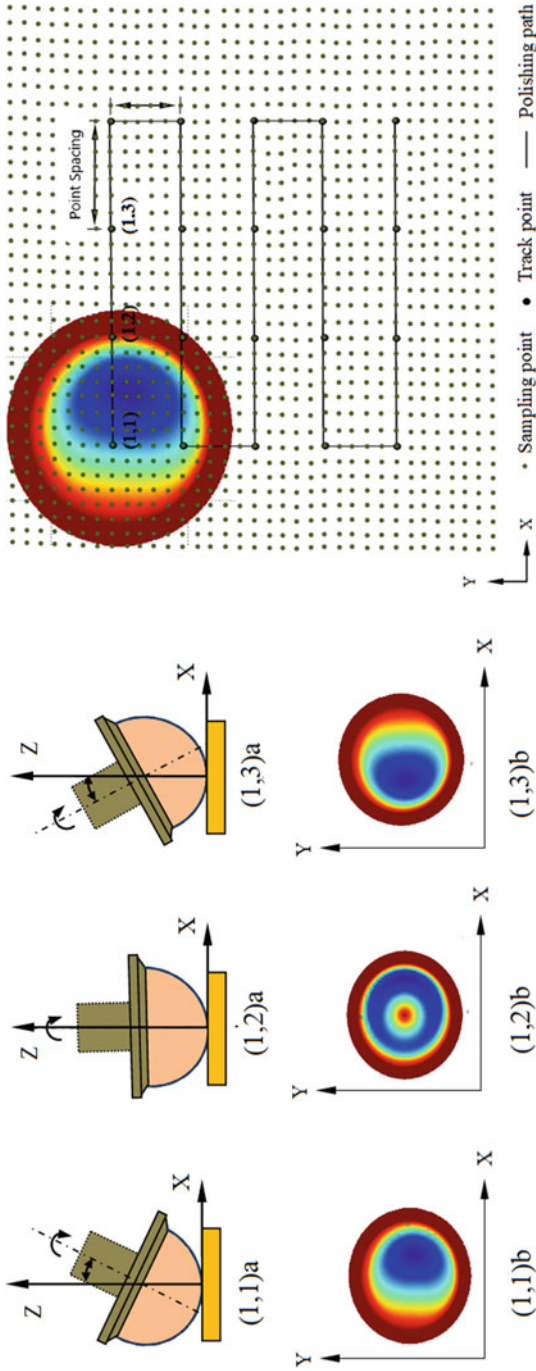 Z
X
(1,1)a
Z
X
(1,2)a
Z
X
(1,3)a
Y
X
(1,1)b
Y
X
(1,2)b
Y
X
(1,3)b
Point Spacing
(1,1)
(1,2)
(1.3)
Y
X
Sampling point
Track point
Polishing path